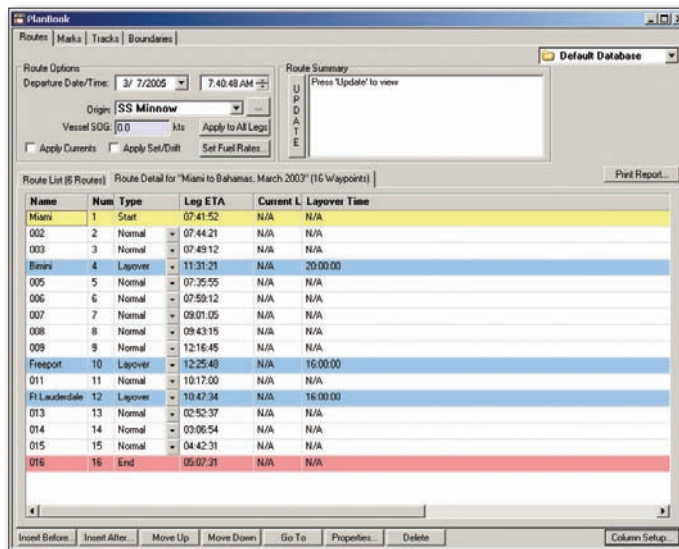 PlanBook
Routes Marks Tracks Boundaries
Default Database
Route Options
Departure Date/Time: 3/ 7/2005 7:40:48 AM
Origin: SS Minnow ...
Vessel SOG: 0.0 kts Apply to All Legs
Apply Currents Apply Set/Drift Set Fuel Rates...
Route Summary
UPDATE
Press 'Update' to view
Print Report...
Route List (6 Routes) Route Detail for "Miami to Bahamas, March 2003" (16 Waypoints)
Name Num Type Leg ETA Current L Layover Time
Miami 1 Start 07:41:52 N/A N/A
002 2 Normal 07:44:21 N/A N/A
003 3 Normal 07:49:12 N/A N/A
Bimini 4 Layover 11:31:21 N/A 20:00:00
005 5 Normal 07:35:55 N/A N/A
006 6 Normal 07:59:12 N/A N/A
007 7 Normal 09:01:05 N/A N/A
008 8 Normal 09:43:15 N/A N/A
009 9 Normal 12:16:45 N/A N/A
Freeport 10 Layover 12:25:48 N/A 16:00:00
011 11 Normal 10:17:00 N/A N/A
Ft Lauderdale 12 Layover 10:47:34 N/A 16:00:00
013 13 Normal 02:52:37 N/A N/A
014 14 Normal 03:06:54 N/A N/A
015 15 Normal 04:42:31 N/A N/A
016 16 End 05:07:31 N/A N/A
Insert Before... Insert After... Move Up Move Down Go To Properties... Delete Column Setup...